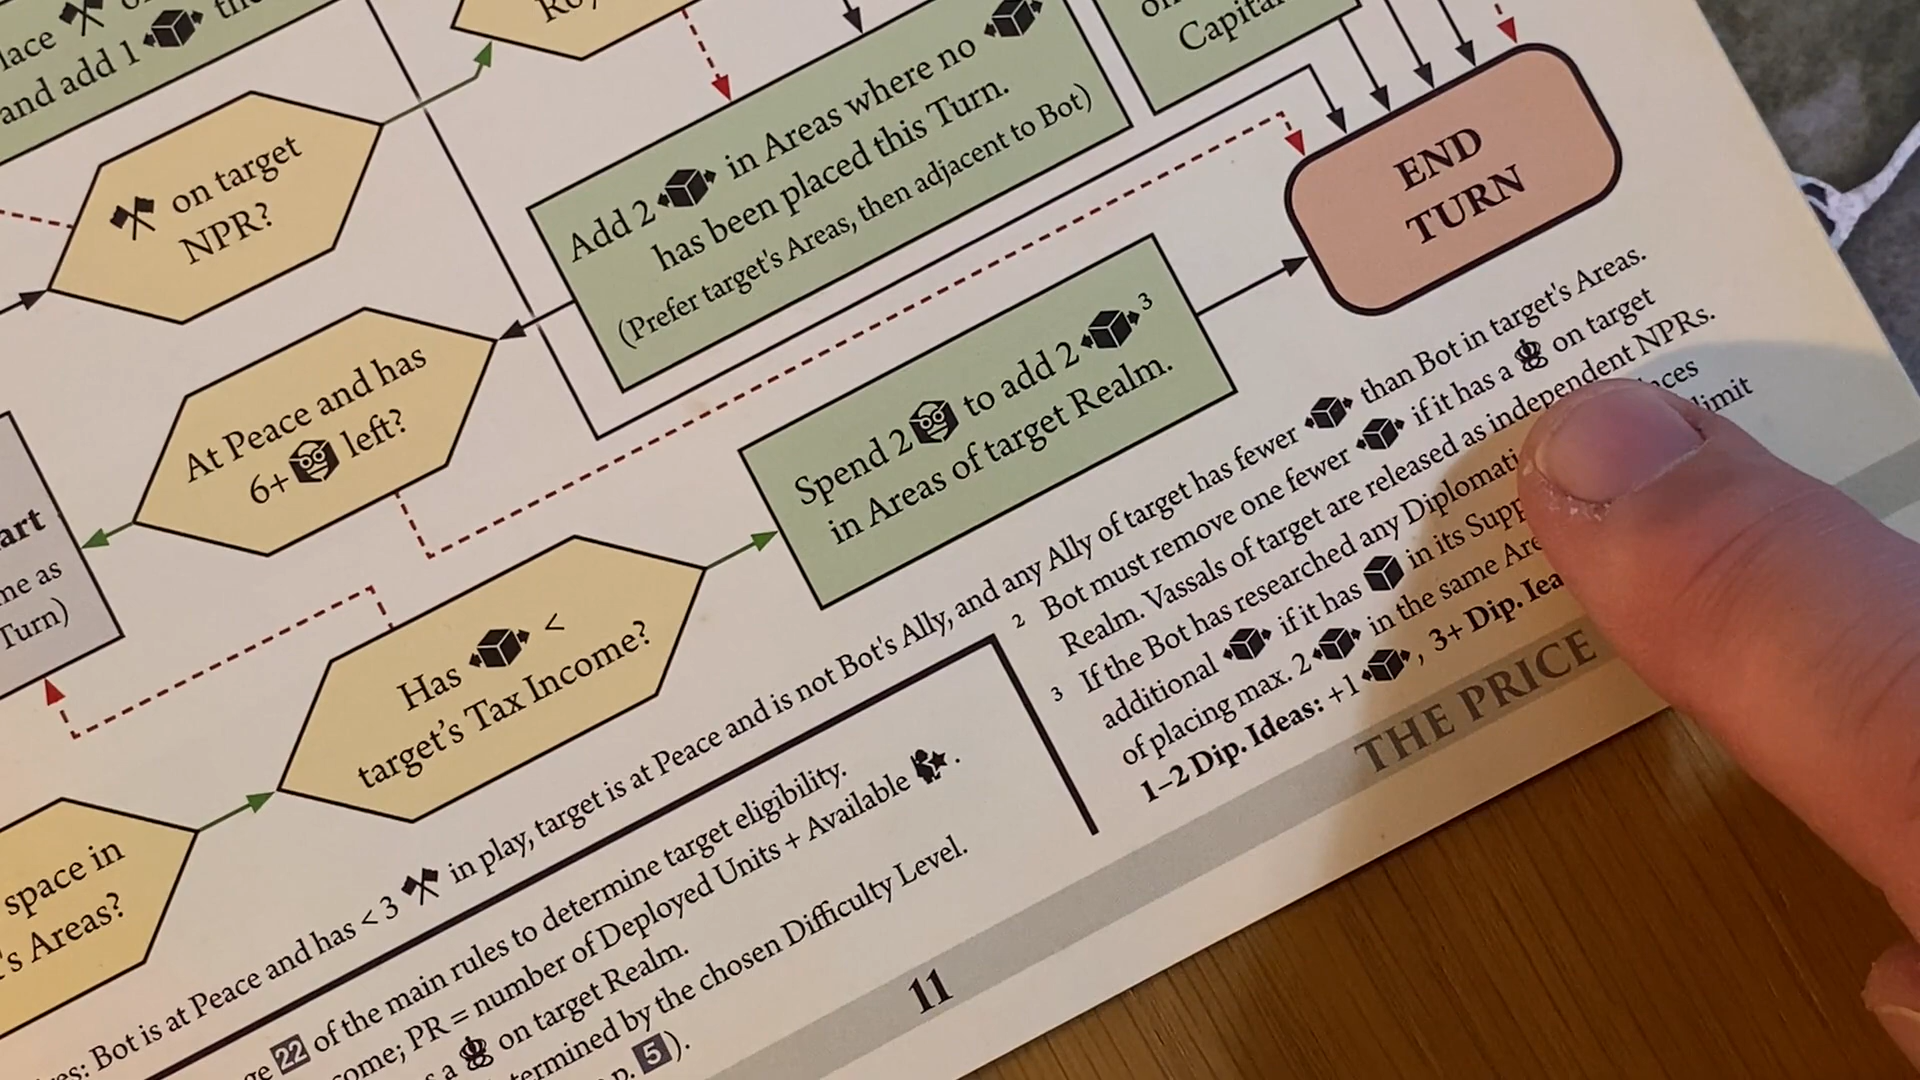 lace
and add 1
on target
NPR?
Add 2 in Areas where no
has been placed this Turn.
(Prefer target's Areas, then adjacent to Bot)
Capital
END
TURN
At Peace and has
6+ left?
Spend 2 to add 2 3
in Areas of target Realm.
art
me as
Turn)
Has <
target's Tax Income?
space in
's Areas?
Bot is at Peace and has < 3 in play, target is at Peace and is not Bot's Ally, and any Ally of target has fewer than Bot in target's Areas.
2 Bot must remove one fewer if it has a on target
Realm. Vassals of target are released as independent NPRs.
3 If the Bot has researched any
additional if it has in its
of placing max. 2 in the same limit
1–2 Dip. Ideas: +1 , 3+ Dip.
22 of the main rules to determine target eligibility.
PR = number of Deployed Units + Available .
on target Realm.
by the chosen Difficulty Level.
p. 5).
11
THE PRICE